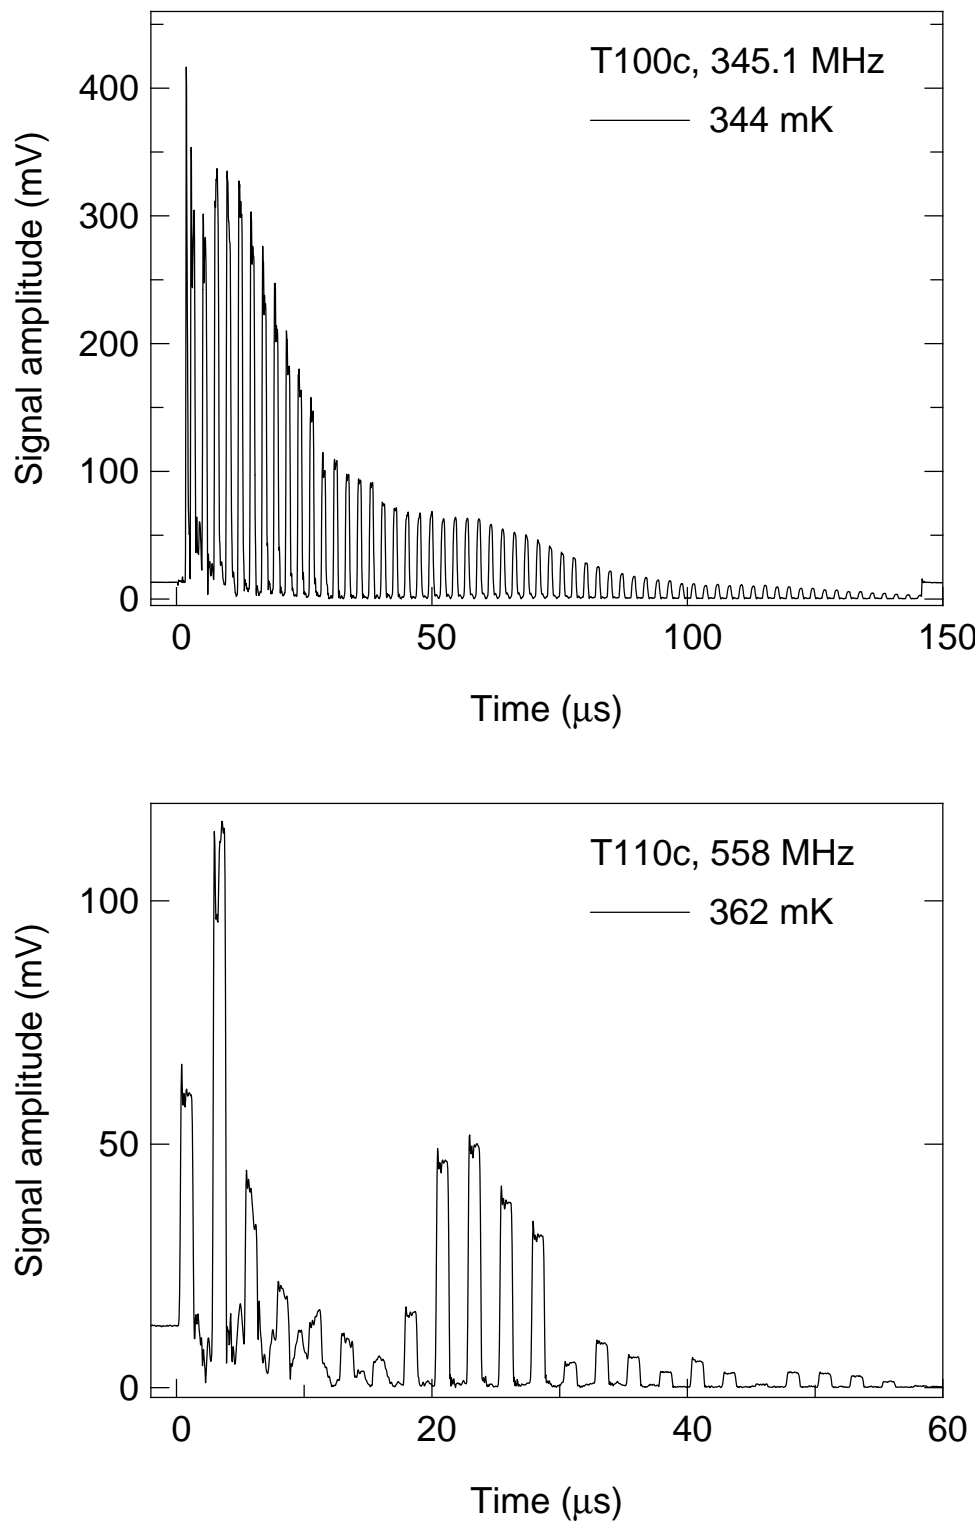 T100c, 345.1 MHz
344 mK
400
300
200
100
0
Signal amplitude (mV)
0 50 100 150
Time (μs)
T110c, 558 MHz
362 mK
100
50
0
Signal amplitude (mV)
0 20 40 60
Time (μs)